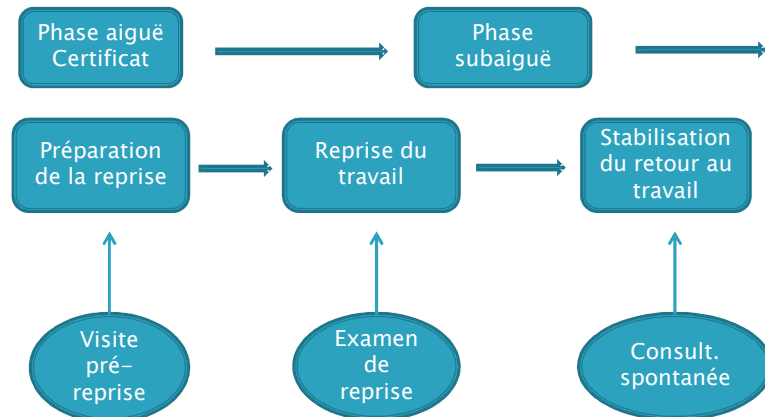 Phase aiguë
Certificat
Phase
subaiguë
Préparation
de la reprise
Reprise du
travail
Stabilisation
du retour au
travail
Visite
pré-
reprise
Examen
de
reprise
Consult.
spontanée